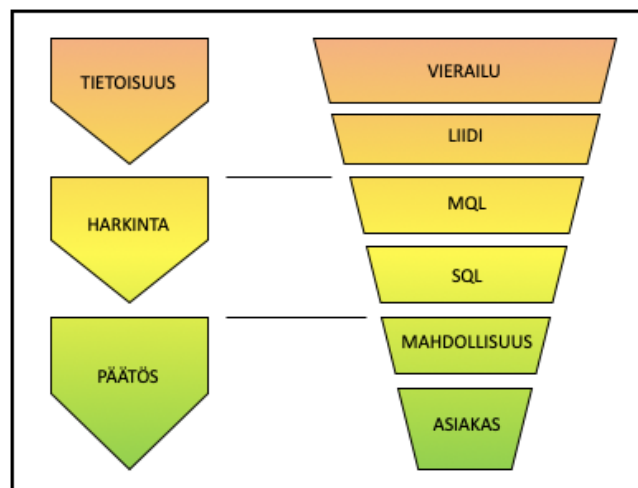 TIETOISUUS
HARKINTA
PÄÄTÖS
VIERAILU
LIIDI
MQL
SQL
MAHDOLLISUUS
ASIAKAS